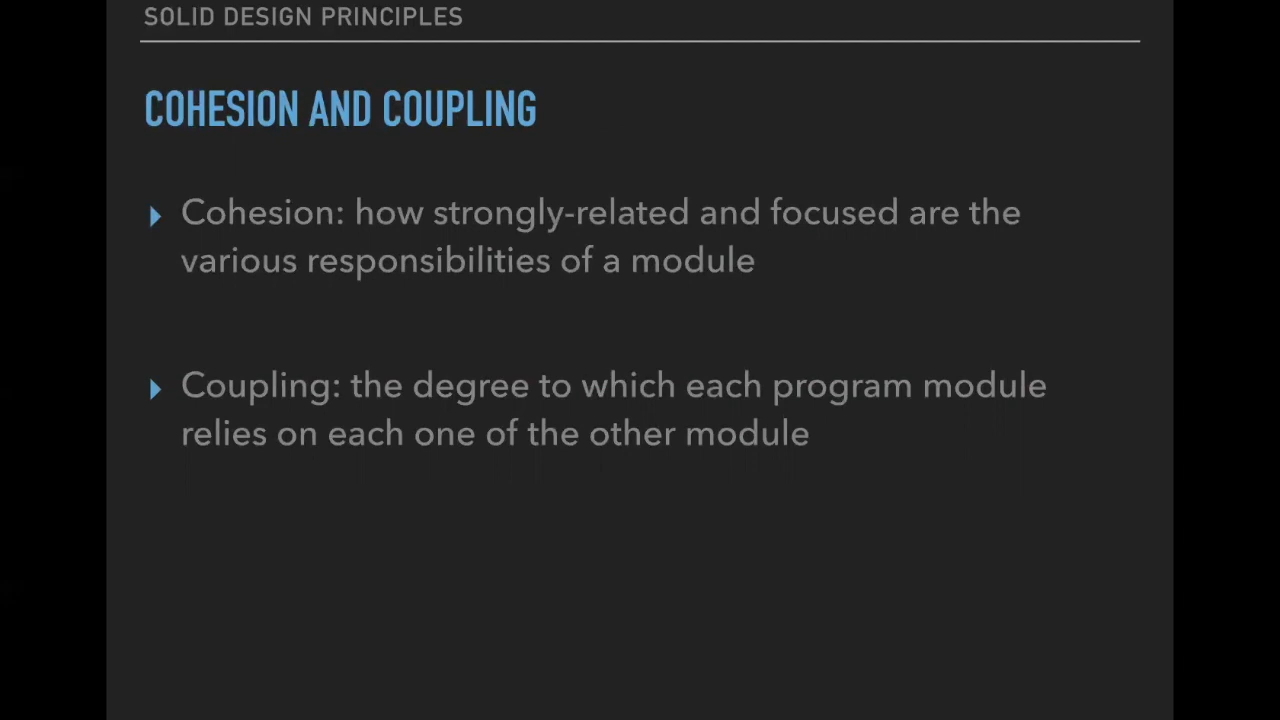 SOLID DESIGN PRINCIPLES
COHESION AND COUPLING
Cohesion: how strongly-related and focused are the
various responsibilities of a module
Coupling: the degree to which each program module
relies on each one of the other module